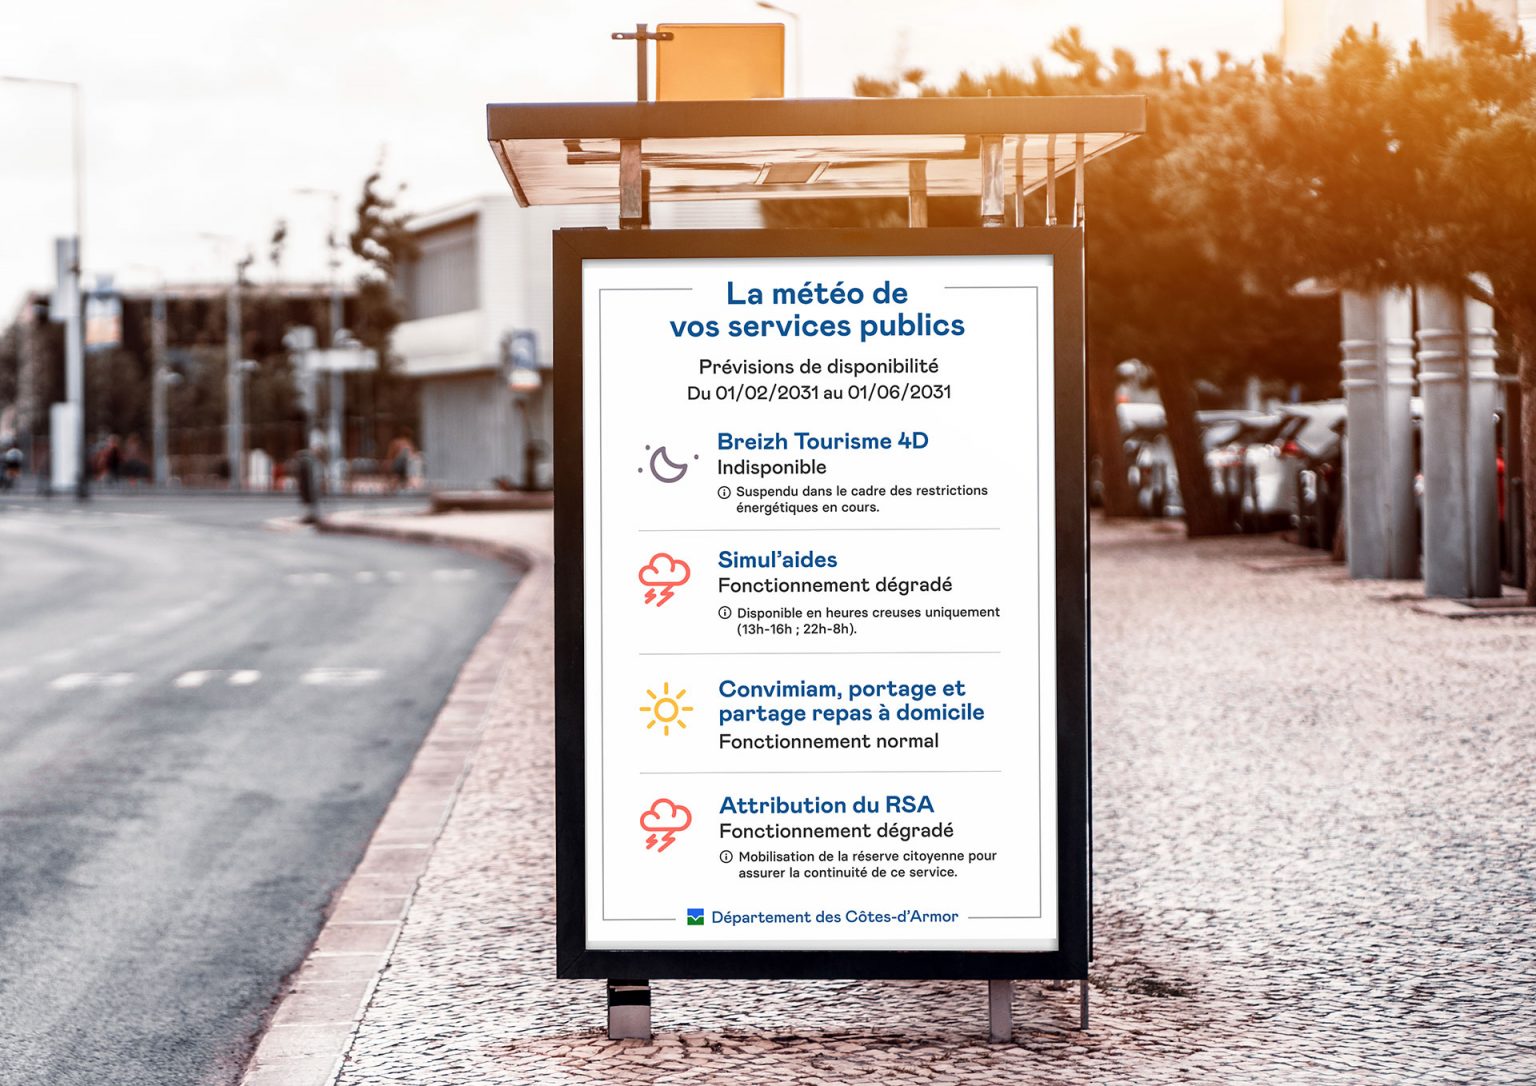 La météo de
vos services publics
Prévisions de disponibilité
Du 01/02/2031 au 01/06/2031
Breizh Tourisme 4D
Indisponible
Suspendu dans le cadre des restrictions
énergétiques en cours.
Simul'aides
Fonctionnement dégradé
Disponible en heures creuses uniquement
(13h-16h ; 22h-8h).
Convimiam, portage et
partage repas à domicile
Fonctionnement normal
Attribution du RSA
Fonctionnement dégradé
Mobilisation de la réserve citoyenne pour
assurer la continuité de ce service.
Département des Côtes-d'Armor